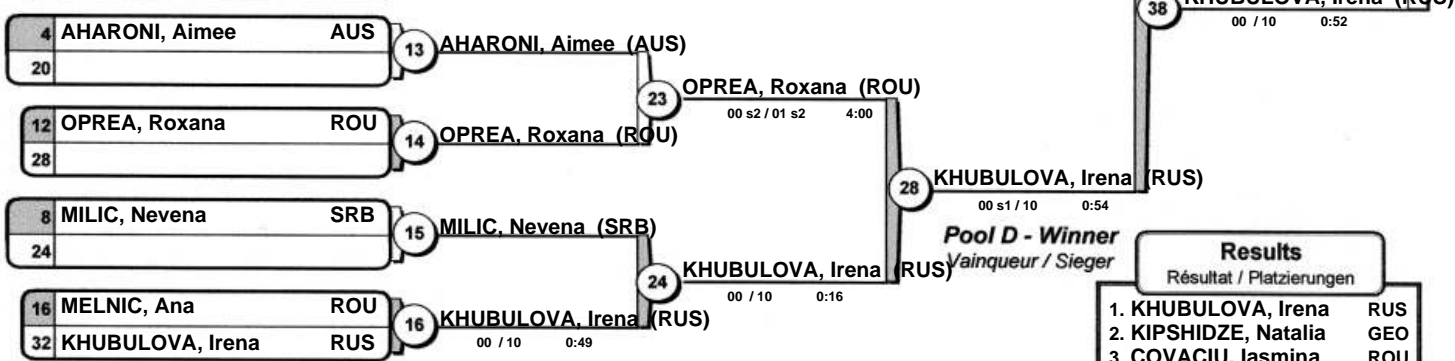 38 KHUBULOVA, Irena (RUS)
00 / 10 0:52
4 AHARONI, Aimee AUS
20
13 AHARONI, Aimee (AUS)
23 OPREA, Roxana (ROU)
00 s2 / 01 s2 4:00
12 OPREA, Roxana ROU
28
14 OPREA, Roxana (ROU)
28 KHUBULOVA, Irena (RUS)
00 s1 / 10 0:54
8 MILIC, Nevena SRB
24
15 MILIC, Nevena (SRB)
Pool D - Winner
Vainqueur / Sieger
24 KHUBULOVA, Irena (RUS)
00 / 10 0:16
16 MELNIC, Ana ROU
32 KHUBULOVA, Irena RUS
16 KHUBULOVA, Irena (RUS)
00 / 10 0:49
Results
Résultat / Platzierungen
1. KHUBULOVA, Irena RUS
2. KIPSHIDZE, Natalia GEO
3. COVACIU, Iasmina ROU